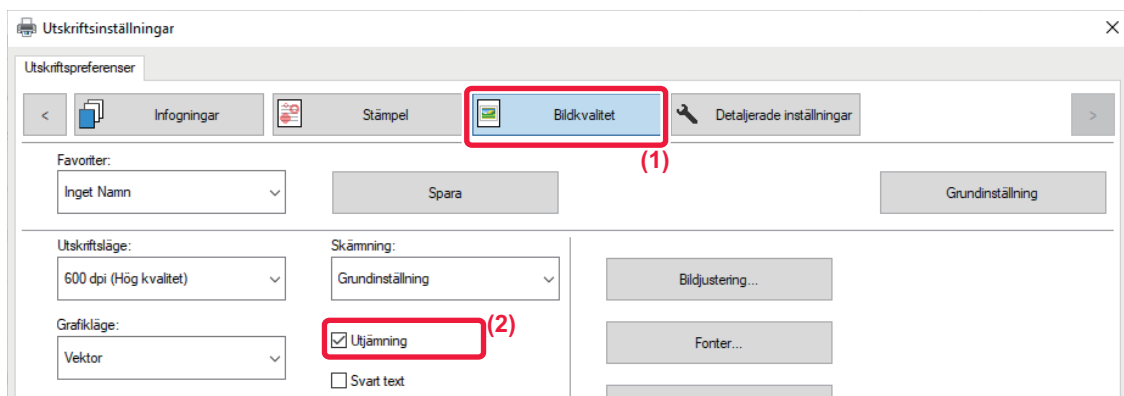 Utskriftsinställningar
Utskriftspreferenser
< Infogningar Stämpel Bildkvalitet Detaljerade inställningar >
(1)
Favoriter:
Inget Namn Spara Grundinställning
Utskriftsläge: Skärmning:
600 dpi (Hög kvalitet) Grundinställning Bildjustering...
Grafikläge: (2)
Utjämning Fonter...
Vektor
Svart text